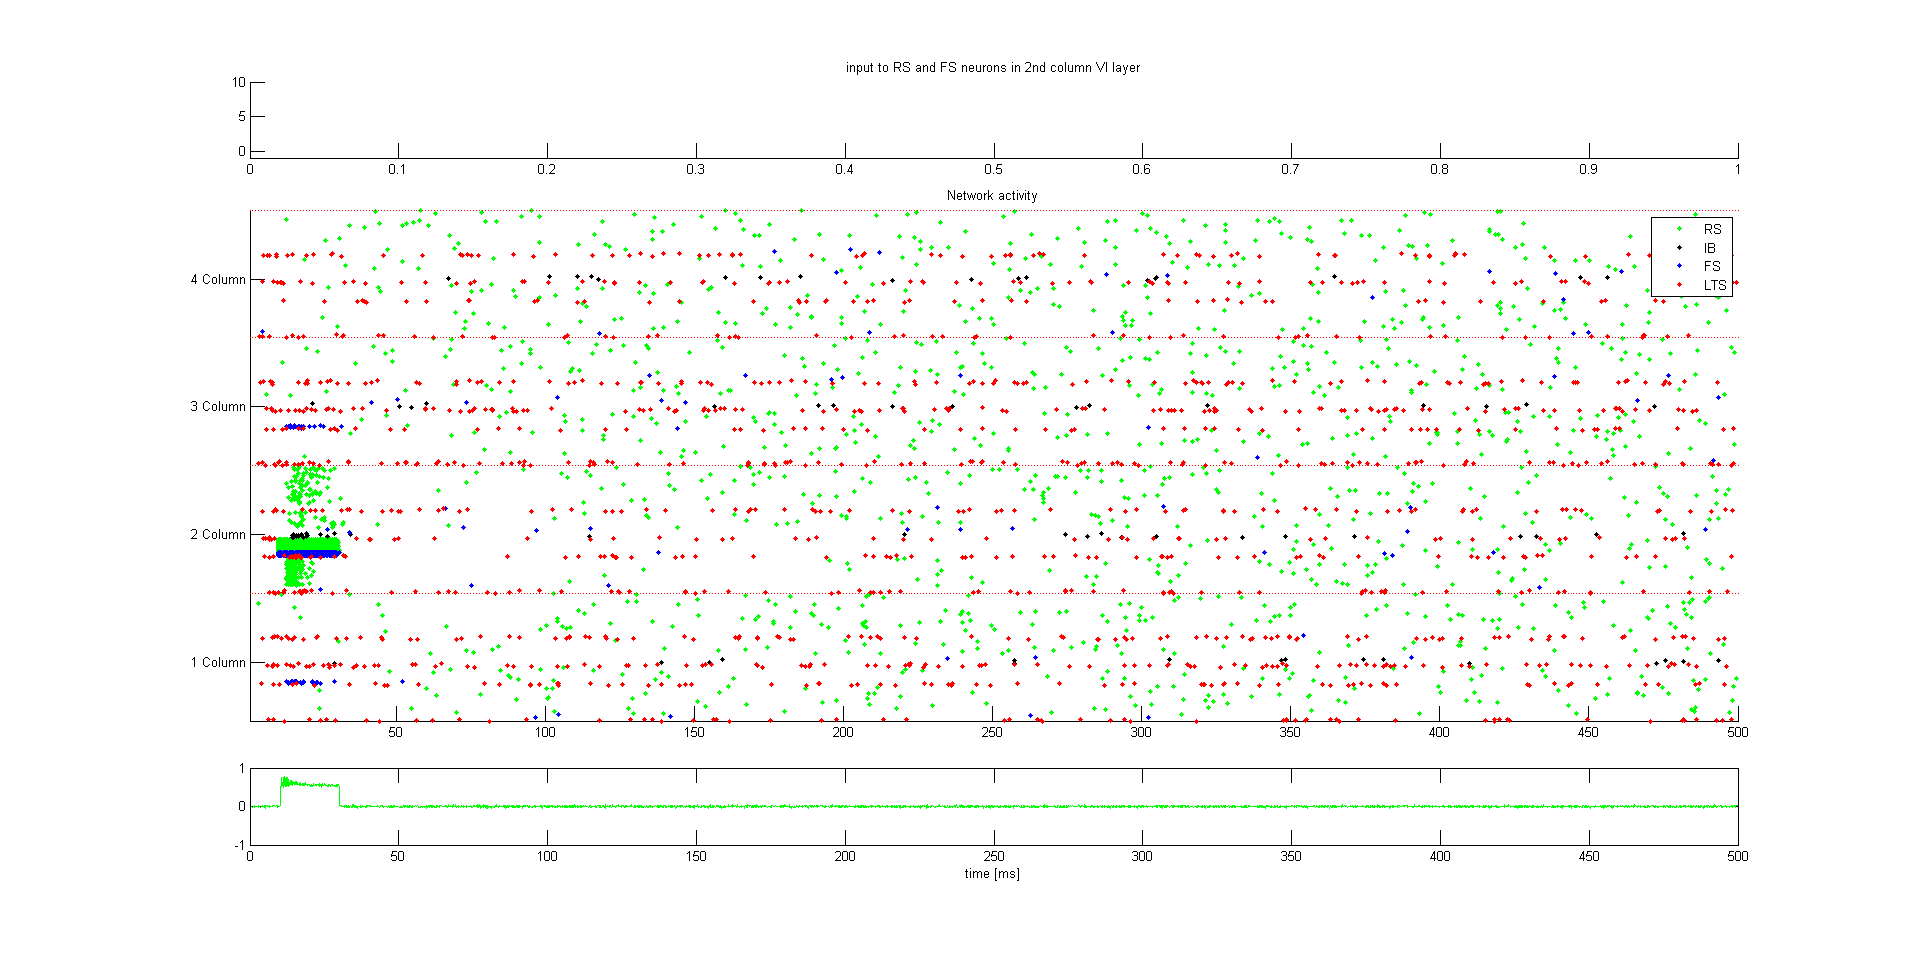 input to RS and FS neurons in 2nd column VI layer
10
5
0
0 0.1 0.2 0.3 0.4 0.5 0.6 0.7 0.8 0.9 1
Network activity
RS
IB
FS
LTS
4 Column
3 Column
2 Column
1 Column
50 100 150 200 250 300 350 400 450 500
1
0
-1
0 50 100 150 200 250 300 350 400 450 500
time [ms]